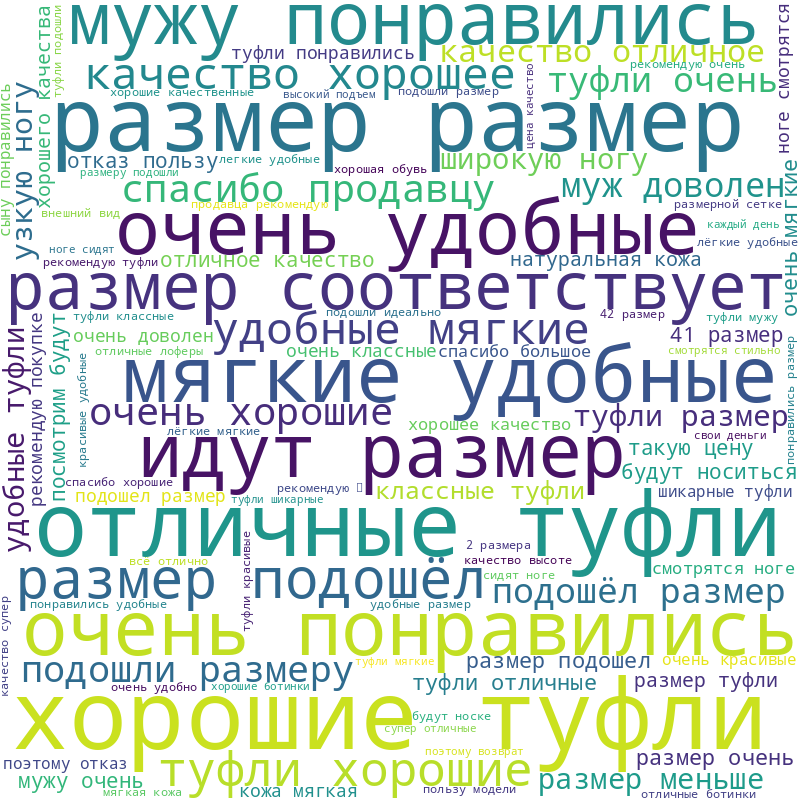 мужу понравились
туфли понравились
качество отличное
рекомендую очень
качество хорошее
туфли очень
хорошие качественные
высокий подъем
подошли размер
цена качество
ноге смотрятся
туфли подошли
хорошего качества
сыну понравились
узкую ногу
размер размер
отказ пользу
легкие удобные
хорошая обувь
широкую ногу
размеру подошли
спасибо продавцу
муж доволен
очень мягкие
внешний вид
продавца рекомендую
размерной сетке
очень удобные
каждый день
лёгкие удобные
ноге сидят
рекомендую туфли
отличное качество
натуральная кожа
размер соответствует
туфли классные
подошли идеально
42 размер
туфли мужу
удобные мягкие
41 размер
очень доволен
отличные лоферы
очень классные
спасибо большое
смотрятся стильно
понравились размер
удобные туфли
рекомендую покупке
посмотрим будут
красивые удобные
мягкие удобные
очень хорошие
туфли размер
лёгкие мягкие
хорошее качество
свои деньги
идут размер
такую цену
будут носиться
спасибо хорошие
рекомендую
подошел размер
туфли шикарные
классные туфли
шикарные туфли
отличные туфли
туфли красивые
2 размера
все отлично
качество высоте
сидят ноге
смотрятся ноге
размер подошёл
подошёл размер
качество супер
понравились удобные
удобные размер
очень понравились
подошли размеру
туфли мягкие
размер подошел
очень красивые
очень удобно
хорошие ботинки
туфли отличные
размер туфли
хорошие туфли
будут носке
супер отличные
поэтому возврат
поэтому отказ
туфли хорошие
размер очень
мужу очень
мягкая кожа
кожа мягкая
пользу модели
размер меньше
отличные ботинки